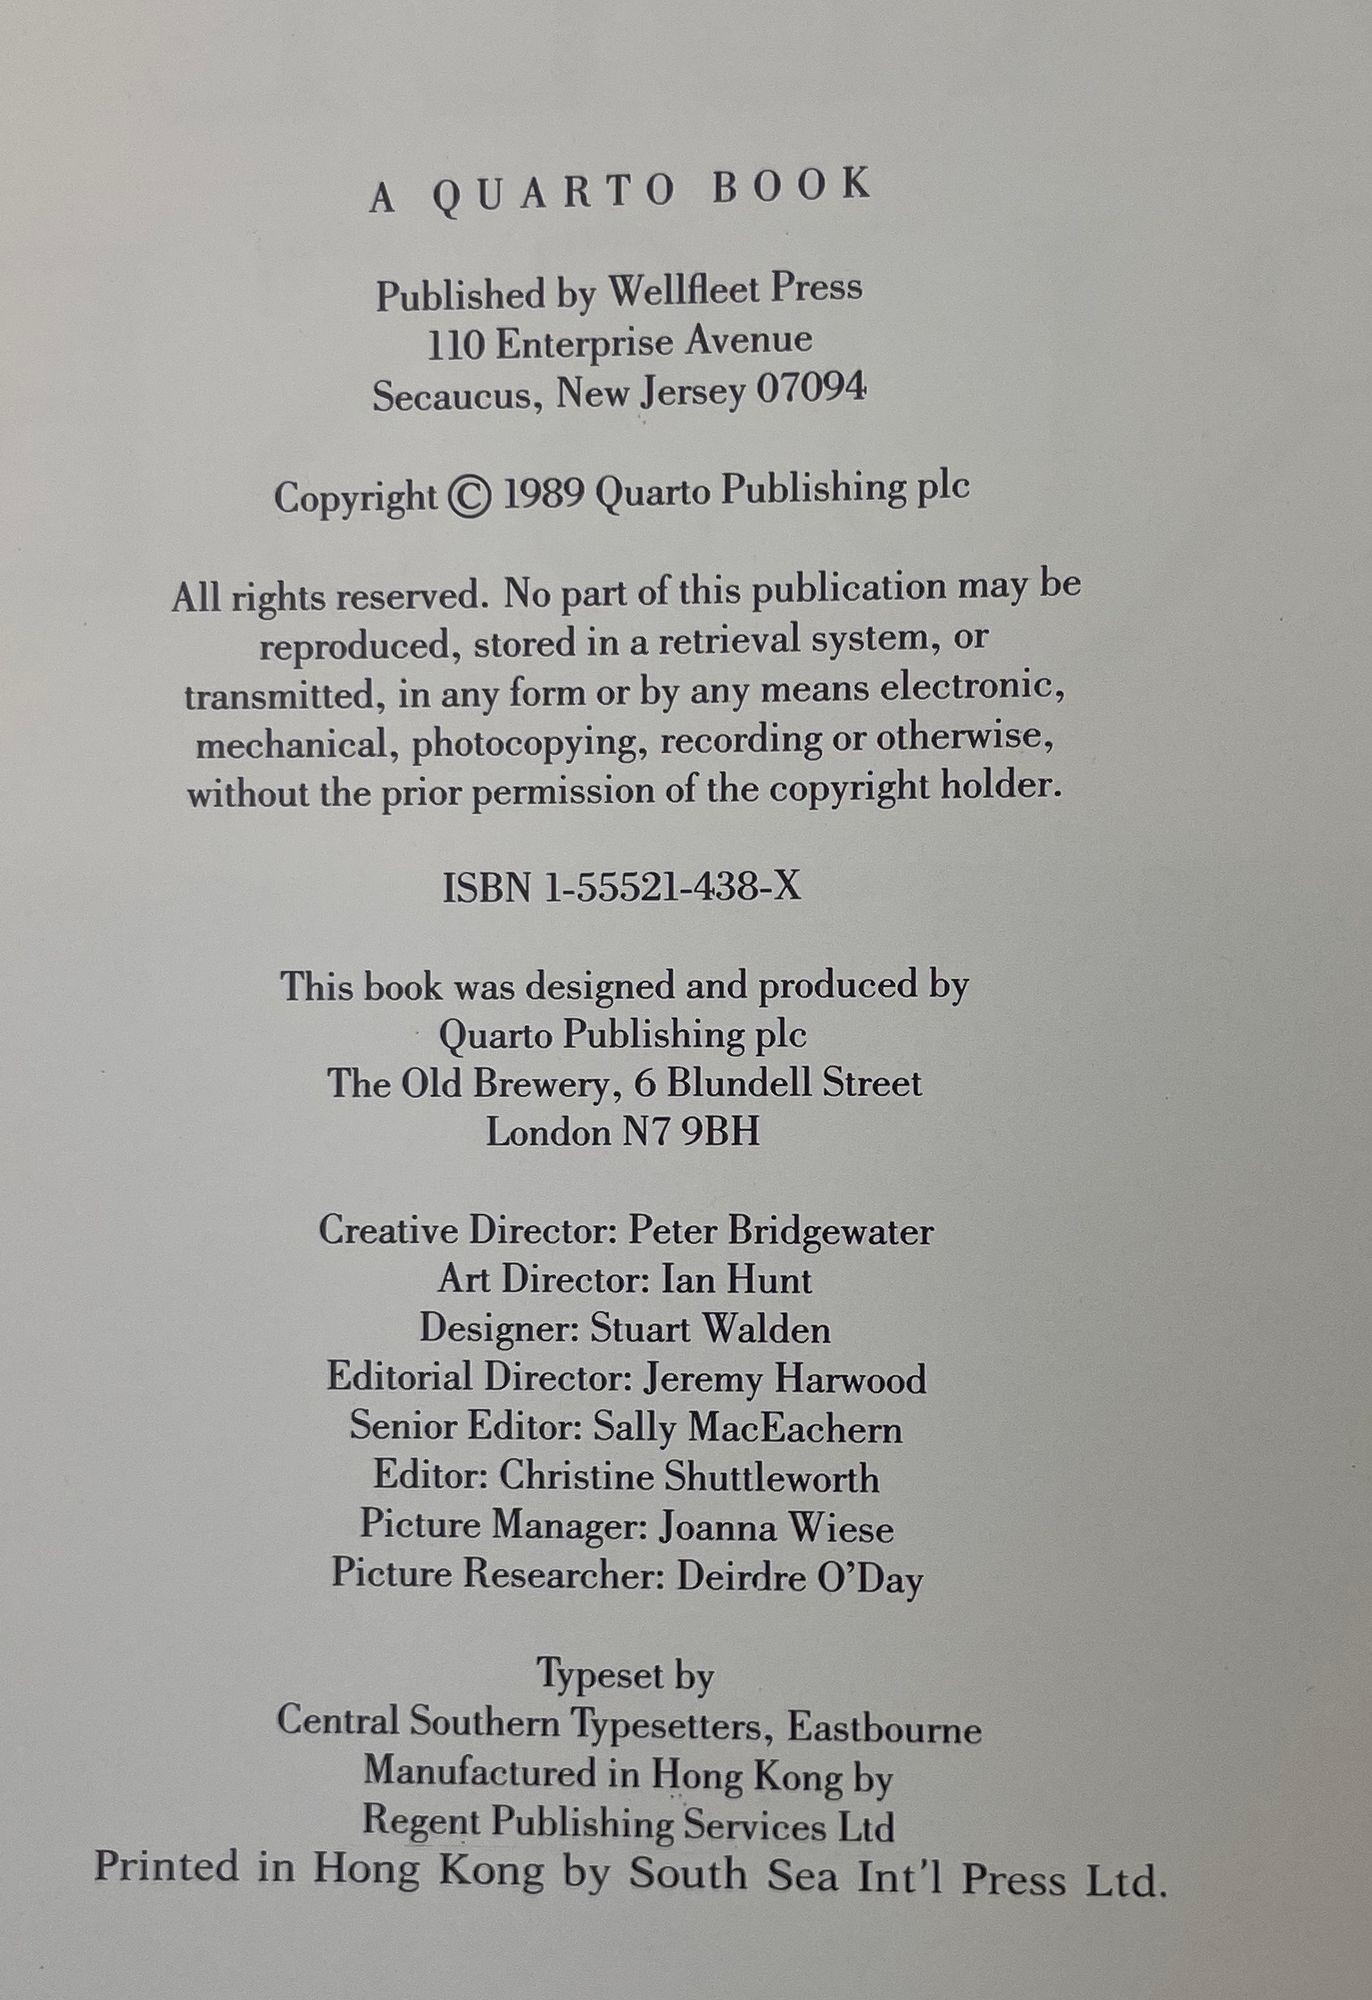 A QUARTO BOOK
Published by Wellfleet Press
110 Enterprise Avenue
Secaucus, New Jersey 07094
Copyright © 1989 Quarto Publishing plc
All rights reserved. No part of this publication may be
reproduced, stored in a retrieval system, or
transmitted, in any form or by any means electronic,
mechanical, photocopying, recording or otherwise,
without the prior permission of the copyright holder.
ISBN 1-55521-438-X
This book was designed and produced by
Quarto Publishing plc
The Old Brewery, 6 Blundell Street
London N7 9BH
Creative Director: Peter Bridgewater
Art Director: Ian Hunt
Designer: Stuart Walden
Editorial Director: Jeremy Harwood
Senior Editor: Sally MacEachern
Editor: Christine Shuttleworth
Picture Manager: Joanna Wiese
Picture Researcher: Deirdre O'Day
Typeset by
Central Southern Typesetters, Eastbourne
Manufactured in Hong Kong by
Regent Publishing Services Ltd
Printed in Hong Kong by South Sea Int'l Press Ltd.